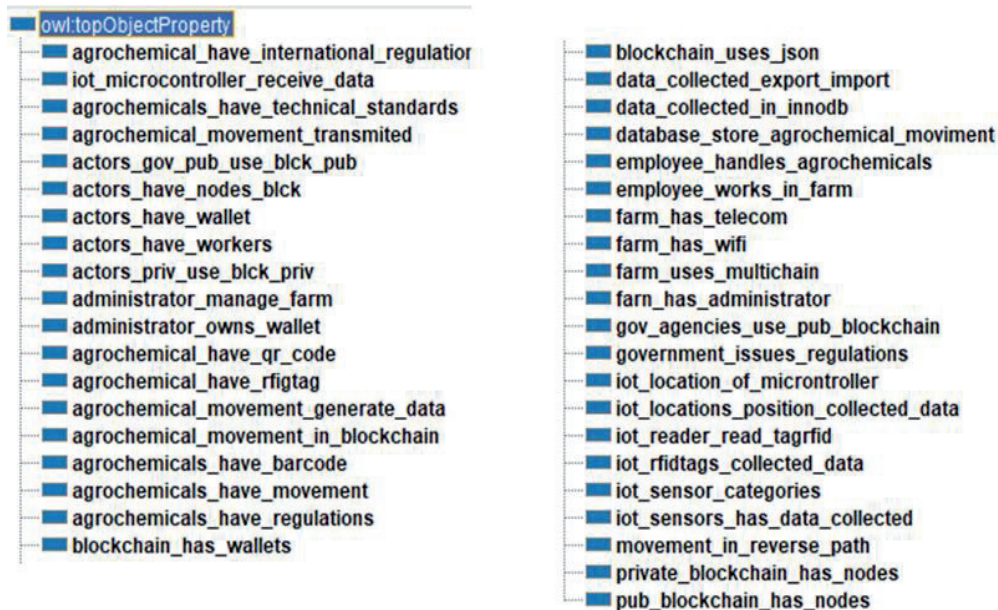 owl:topObjectProperty
agrochemical_have_international_regulation
iot_microcontroller_receive_data
agrochemicals_have_technical_standards
agrochemical_movement_transmited
actors_gov_pub_use_blck_pub
actors_have_nodes_blck
actors_have_wallet
actors_have_workers
actors_priv_use_blck_priv
administrator_manage_farm
administrator_owns_wallet
agrochemical_have_qr_code
agrochemical_have_rfigtag
agrochemical_movement_generate_data
agrochemical_movement_in_blockchain
agrochemicals_have_barcode
agrochemicals_have_movement
agrochemicals_have_regulations
blockchain_has_wallets
blockchain_uses_json
data_collected_export_import
data_collected_in_innodb
database_store_agrochemical_moviment
employee_handles_agrochemicals
employee_works_in_farm
farm_has_telecom
farm_has_wifi
farm_uses_multichain
farn_has_administrator
gov_agencies_use_pub_blockchain
government_issues_regulations
iot_location_of_microntroller
iot_locations_position_collected_data
iot_reader_read_tagrfid
iot_rfidtags_collected_data
iot_sensor_categories
iot_sensors_has_data_collected
movement_in_reverse_path
private_blockchain_has_nodes
pub_blockchain_has_nodes